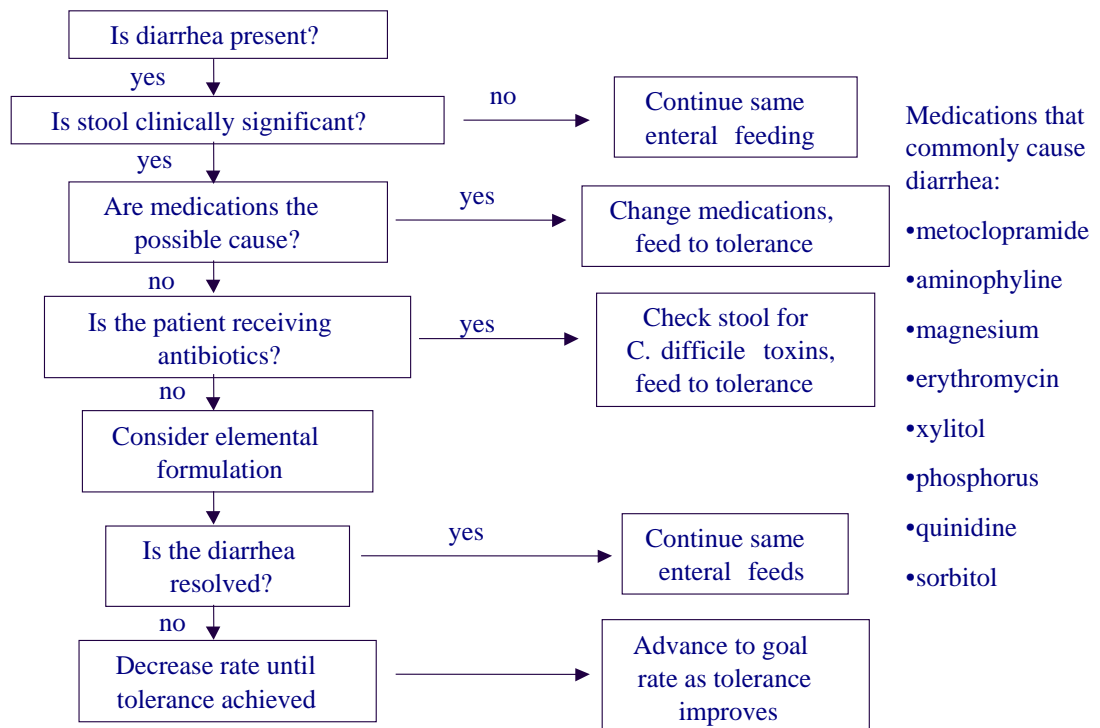 Is diarrhea present?
yes
Is stool clinically significant?
no
Continue same
enteral feeding
yes
Are medications the
possible cause?
yes
Change medications,
feed to tolerance
no
Is the patient receiving
antibiotics?
yes
Check stool for
C. difficile toxins,
feed to tolerance
no
Consider elemental
formulation
Is the diarrhea
resolved?
yes
Continue same
enteral feeds
no
Decrease rate until
tolerance achieved
Advance to goal
rate as tolerance
improves
Medications that
commonly cause
diarrhea:
•metoclopramide
•aminophyline
•magnesium
•erythromycin
•xylitol
•phosphorus
•quinidine
•sorbitol